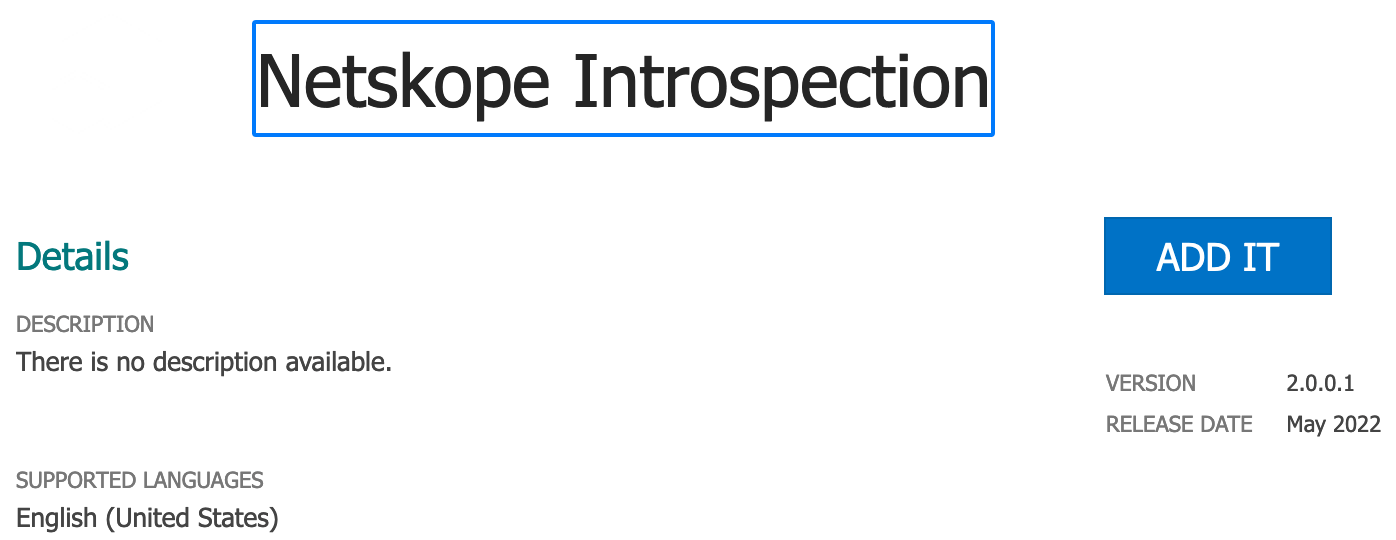 Netskope Introspection
Details
ADD IT
DESCRIPTION
There is no description available.
VERSION 2.0.0.1
RELEASE DATE May 2022
SUPPORTED LANGUAGES
English (United States)